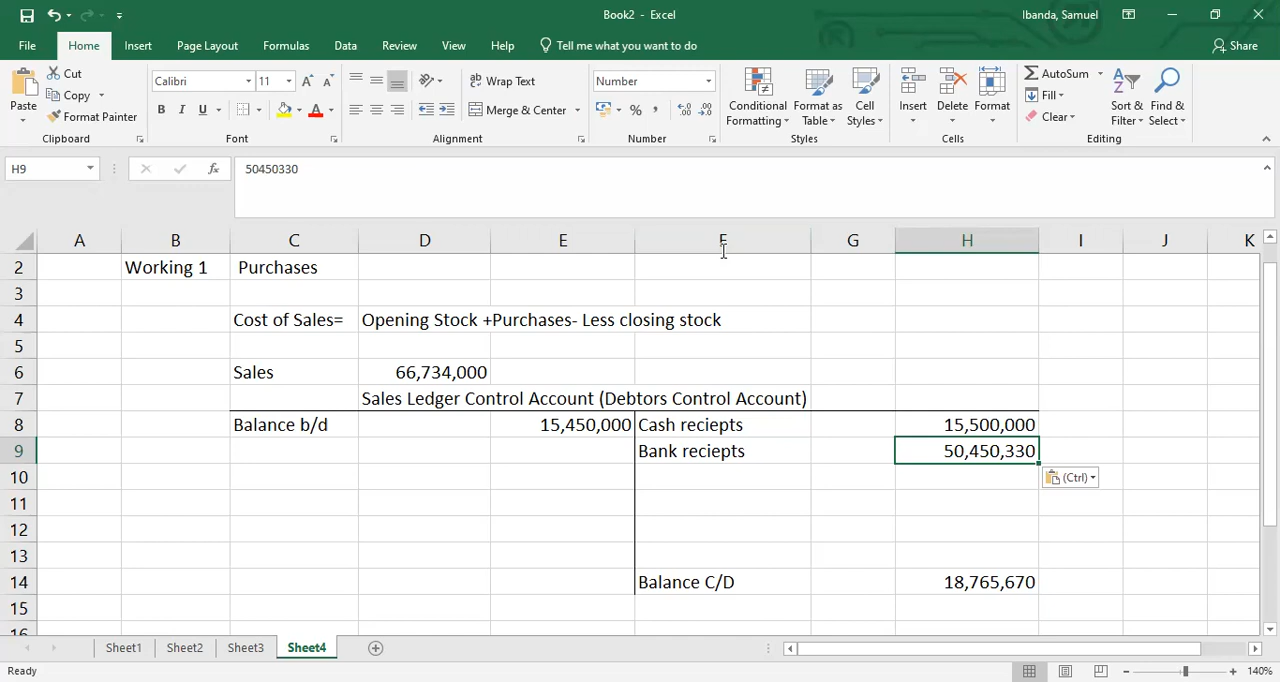 Book2 - Excel
Ibanda, Samuel
File Home Insert Page Layout Formulas Data Review View Help Tell me what you want to do Share
Paste Cut Copy Format Painter Clipboard
Calibri 11 A A B I U A Font
Wrap Text Merge & Center Alignment
Number % , Number
Conditional Formatting Format as Table Cell Styles Styles
Insert Delete Format Cells
AutoSum Fill Clear Sort & Filter Find & Select Editing
H9 fx 50450330
A B C D E F G H I J K
2 Working 1 Purchases
3
4 Cost of Sales= Opening Stock +Purchases- Less closing stock
5
6 Sales 66,734,000
7 Sales Ledger Control Account (Debtors Control Account)
8 Balance b/d 15,450,000 Cash reciepts 15,500,000
9 Bank reciepts 50,450,330
10 (Ctrl)
11
12
13
14 Balance C/D 18,765,670
15
16
Sheet1 Sheet2 Sheet3 Sheet4
Ready 140%